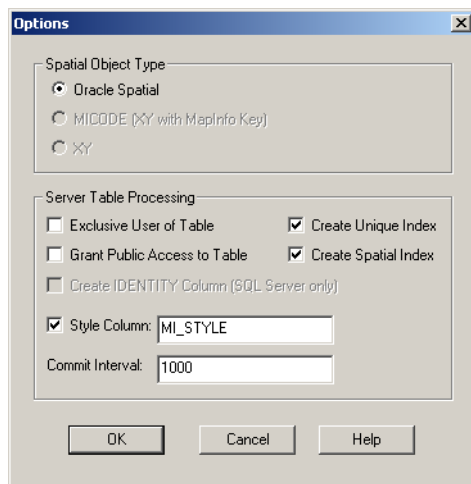 Options
Spatial Object Type
Oracle Spatial
MICODE (XY with MapInfo Key)
XY
Server Table Processing
Exclusive User of Table
Create Unique Index
Grant Public Access to Table
Create Spatial Index
Create IDENTITY Column (SQL Server only)
Style Column: MI_STYLE
Commit Interval: 1000
OK Cancel Help